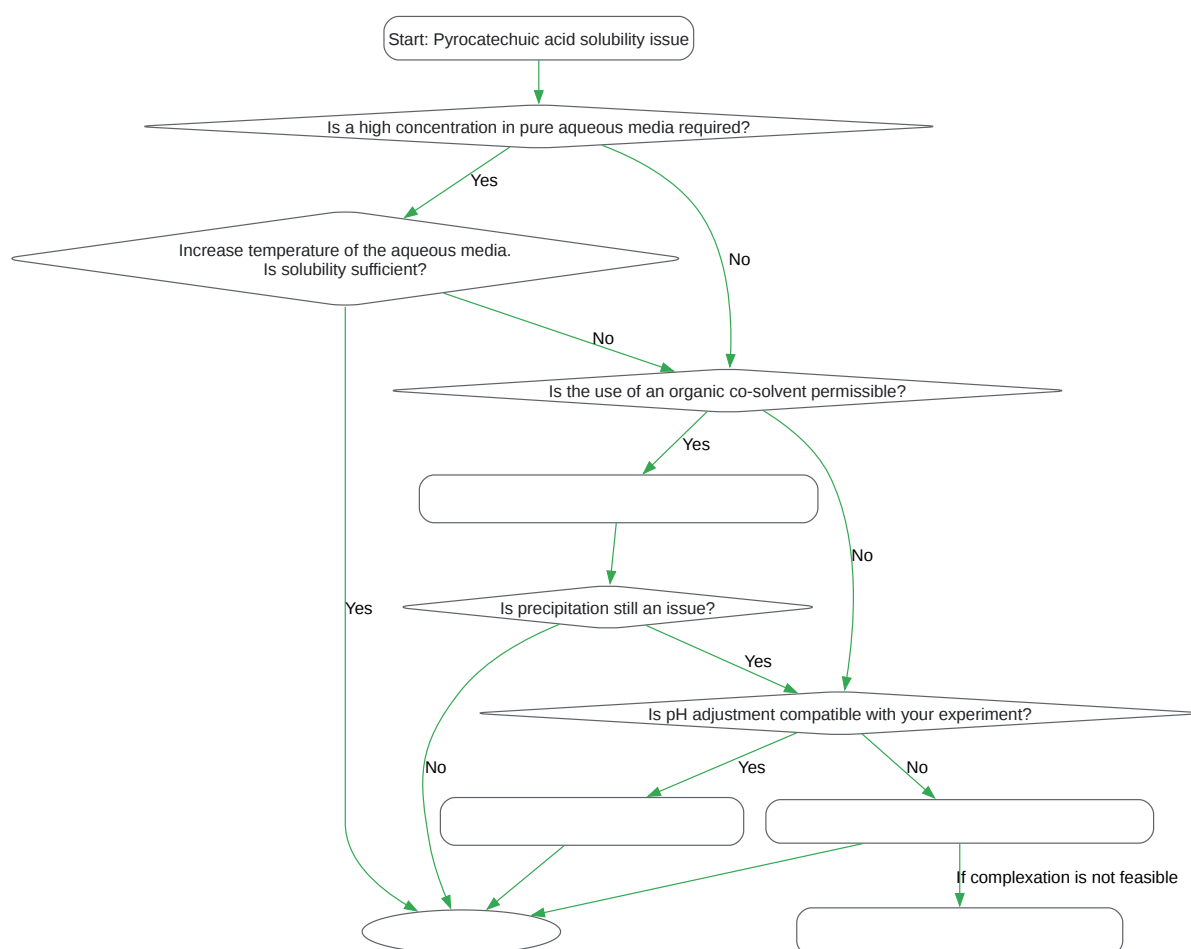 Start: Pyrocatechuic acid solubility issue
Is a high concentration in pure aqueous media required?
Yes
Increase temperature of the aqueous media.
Is solubility sufficient?
No
No
Is the use of an organic co-solvent permissible?
Yes
No
Yes
Is precipitation still an issue?
Yes
Is pH adjustment compatible with your experiment?
No
Yes
No
If complexation is not feasible